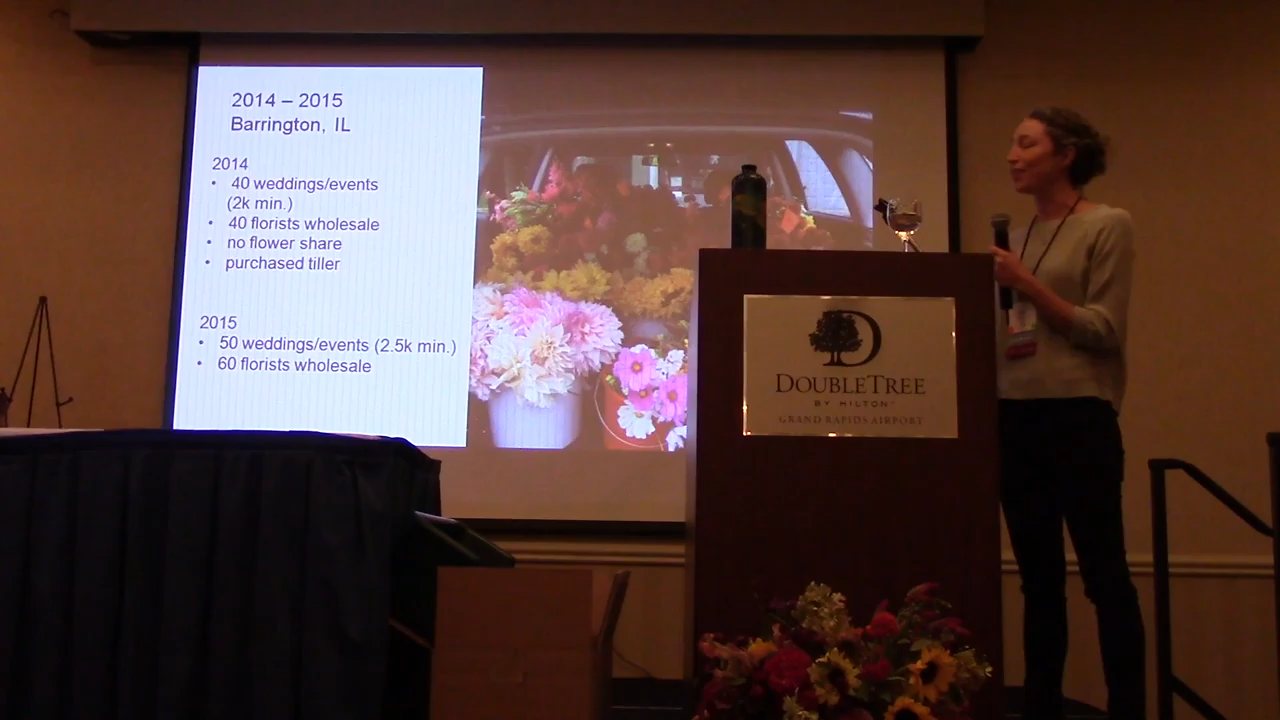 2014 – 2015
Barrington, IL
2014
• 40 weddings/events
(2k min.)
• 40 florists wholesale
• no flower share
• purchased tiller
2015
• 50 weddings/events (2.5k min.)
• 60 florists wholesale
D
DOUBLETREE
BY HILTON™
GRAND RAPIDS AIRPORT